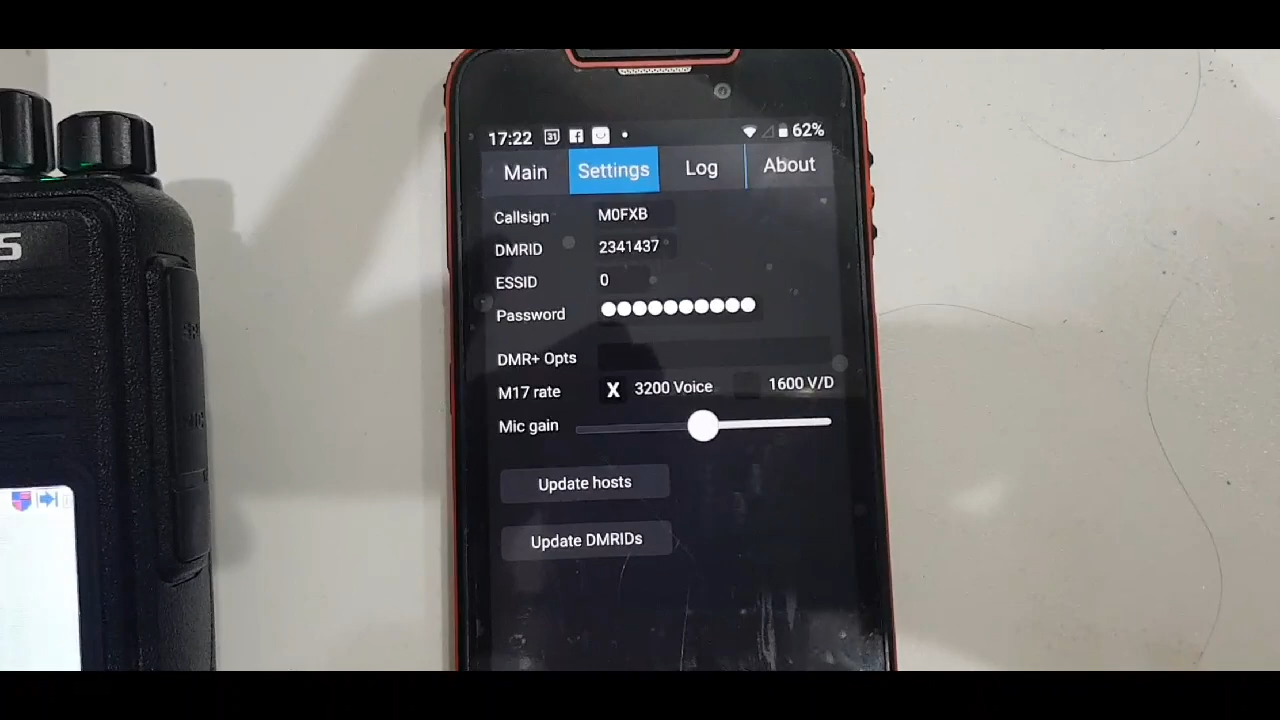 17:22 31 62%
Main Settings Log About
Callsign M0FXB
DMRID 2341437
ESSID 0
Password
DMR+ Opts
M17 rate X 3200 Voice 1600 V/D
Mic gain
Update hosts
Update DMRIDs
S